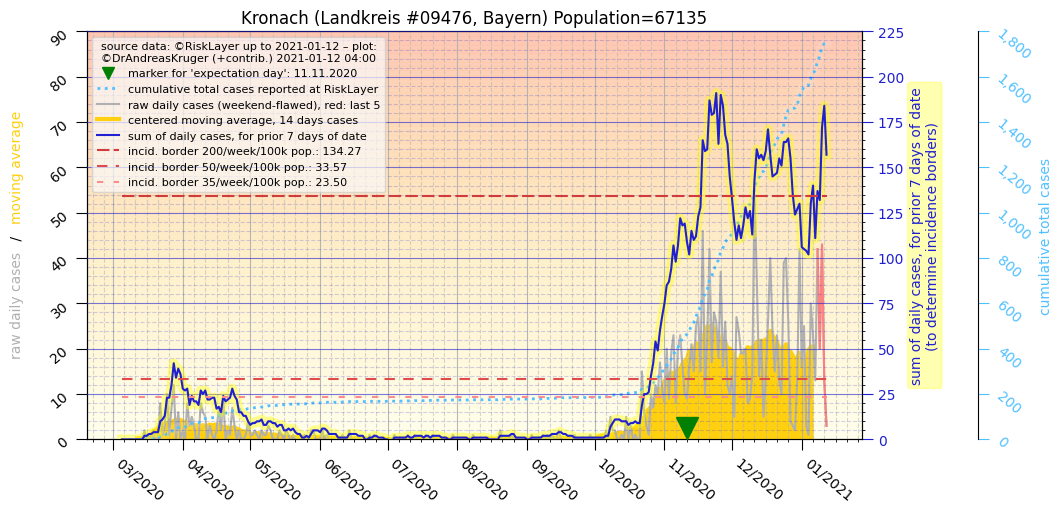 Kronach (Landkreis #09476, Bayern) Population=67135
source data: ©RiskLayer up to 2021-01-12 – plot:
©DrAndreasKruger (+contrib.) 2021-01-12 04:00
marker for 'expectation day': 11.11.2020
cumulative total cases reported at RiskLayer
raw daily cases (weekend-flawed), red: last 5
centered moving average, 14 days cases
sum of daily cases, for prior 7 days of date
incid. border 200/week/100k pop.: 134.27
incid. border 50/week/100k pop.: 33.57
incid. border 35/week/100k pop.: 23.50
raw daily cases / moving average
90
80
70
60
50
40
30
20
10
0
03/2020
04/2020
05/2020
06/2020
07/2020
08/2020
09/2020
10/2020
11/2020
12/2020
01/2021
225
200
175
150
125
100
75
50
25
0
sum of daily cases, for prior 7 days of date
(to determine incidence borders)
1,800
1,600
1,400
1,200
1,000
800
600
400
200
0
cumulative total cases